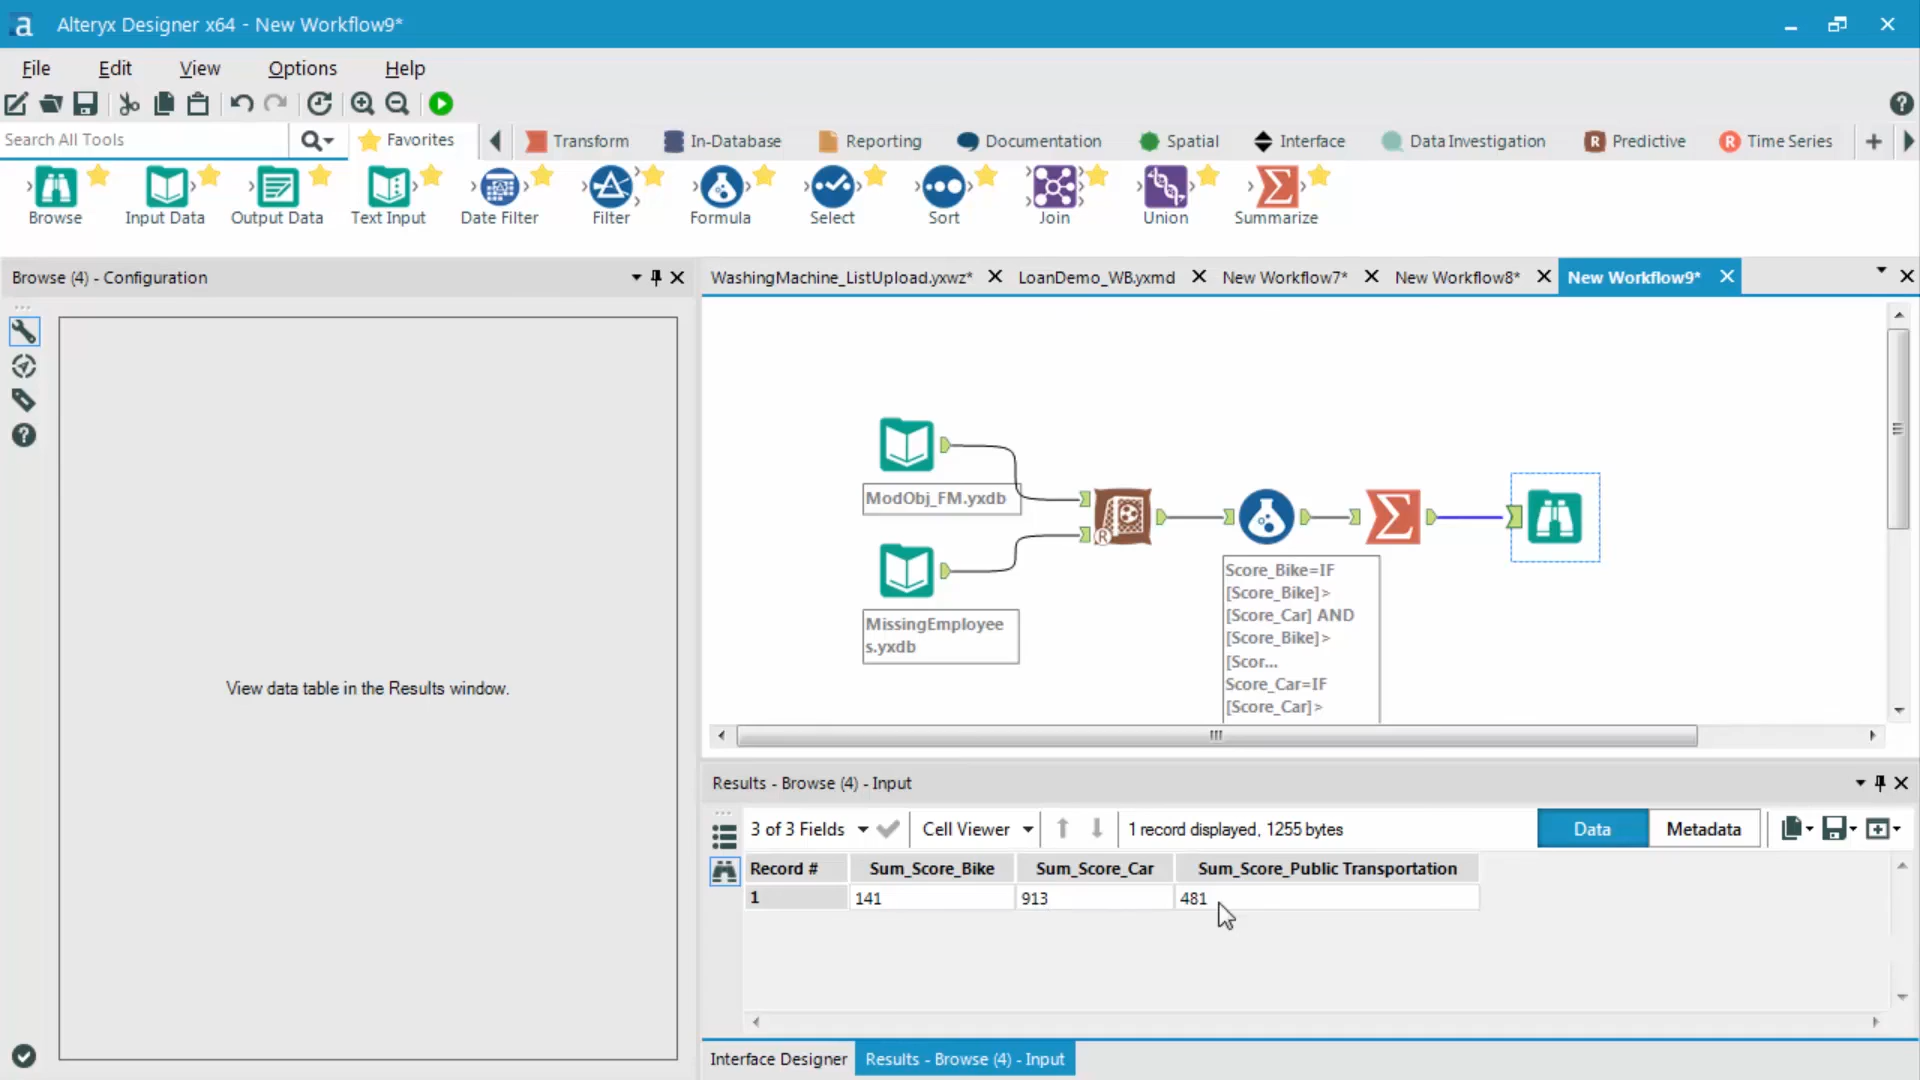 a Alteryx Designer x64 - New Workflow9*
File Edit View Options Help
Search All Tools Favorites Transform In-Database Reporting Documentation Spatial Interface Data Investigation R Predictive R Time Series
Browse Input Data Output Data Text Input Date Filter Filter Formula Select Sort Join Union Summarize
Browse (4) - Configuration
WashingMachine_ListUpload.yxwz* LoanDemo_WB.yxmd New Workflow7* New Workflow8* New Workflow9*
ModObj_FM.yxdb
R
MissingEmployee
s.yxdb
Score_Bike=IF
[Score_Bike]>
[Score_Car] AND
[Score_Bike]>
[Scor...
Score_Car=IF
[Score_Car]>
View data table in the Results window.
Results - Browse (4) - Input
3 of 3 Fields Cell Viewer 1 record displayed, 1255 bytes Data Metadata
Record # Sum_Score_Bike Sum_Score_Car Sum_Score_Public Transportation
1 141 913 481
Interface Designer Results - Browse (4) - Input